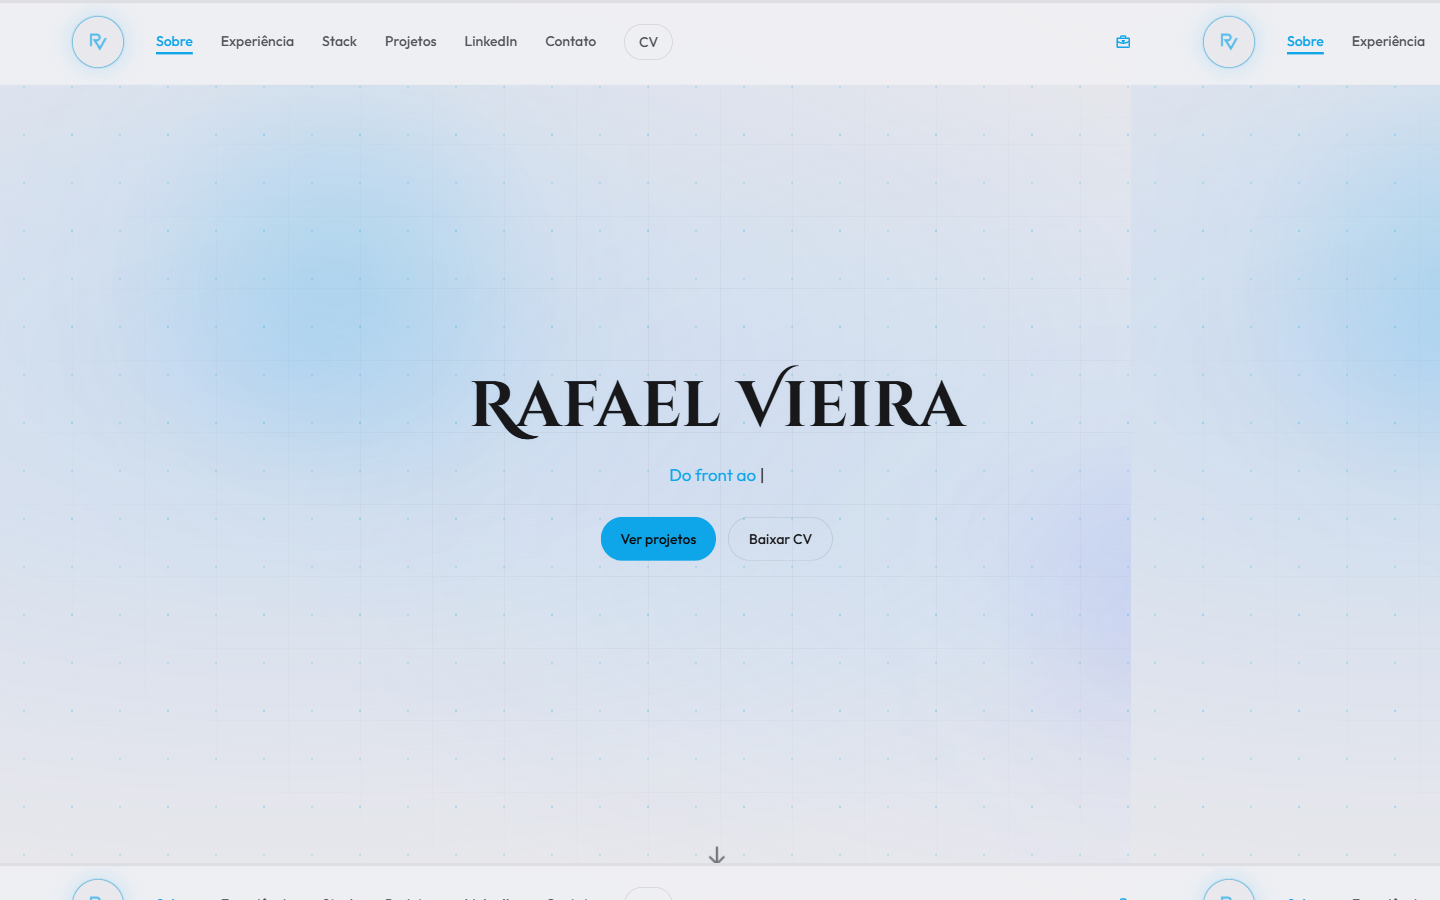 RV Sobre Experiência Stack Projetos LinkedIn Contato CV RV Sobre Experiência
RAFAEL VIEIRA
Do front ao |
Ver projetos Baixar CV